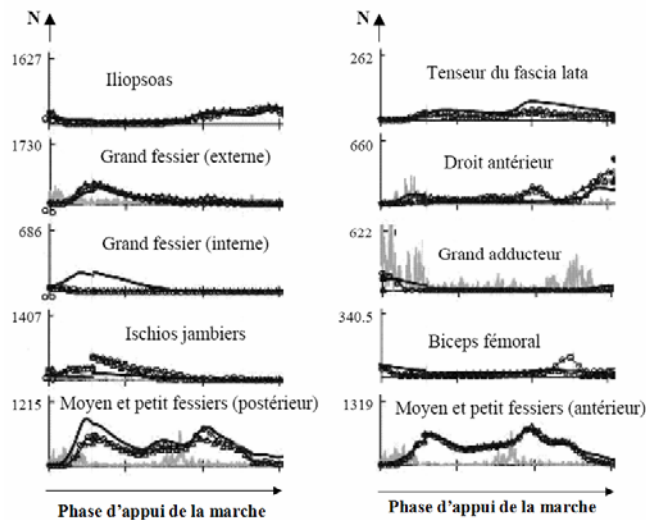 N
1627
Iliopsoas
1730
Grand fessier (externe)
686
Grand fessier (interne)
1407
Ischios jambiers
1215
Moyen et petit fessiers (postérieur)
Phase d'appui de la marche
N
262
Tenseur du fascia lata
660
Droit antérieur
622
Grand adducteur
340.5
Biceps fémoral
1319
Moyen et petit fessiers (antérieur)
Phase d'appui de la marche